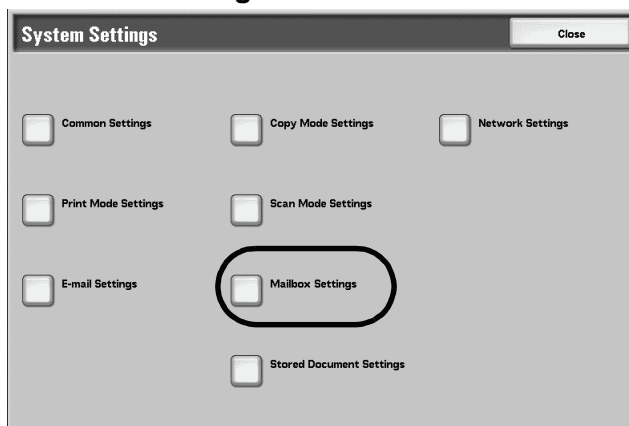 System Settings
Close
Common Settings
Copy Mode Settings
Network Settings
Print Mode Settings
Scan Mode Settings
E-mail Settings
Mailbox Settings
Stored Document Settings